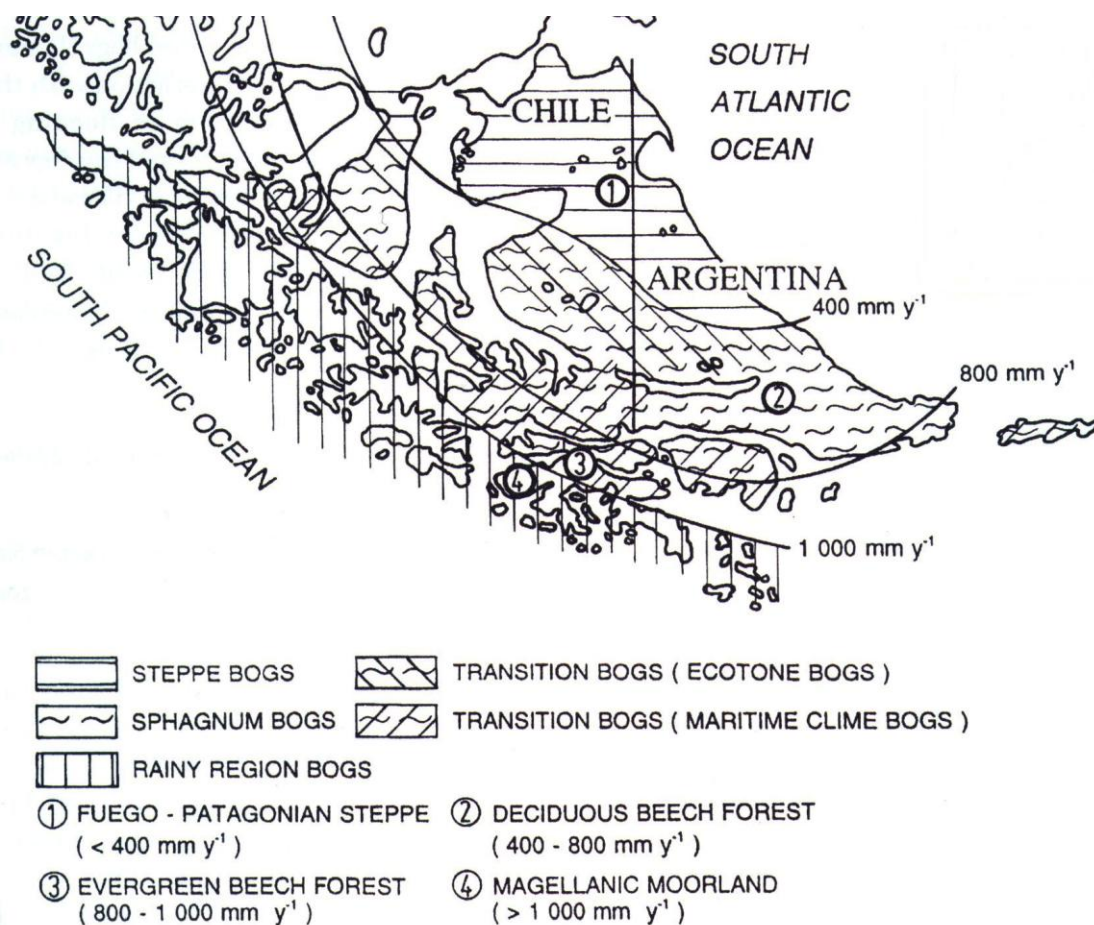 SOUTH
ATLANTIC
OCEAN
CHILE
①
ARGENTINA
400 mm y⁻¹
800 mm y⁻¹
②
③
④
1 000 mm y⁻¹
SOUTH PACIFIC OCEAN
STEPPE BOGS
TRANSITION BOGS ( ECOTONE BOGS )
SPHAGNUM BOGS
TRANSITION BOGS ( MARITIME CLIME BOGS )
RAINY REGION BOGS
① FUEGO - PATAGONIAN STEPPE
( < 400 mm y⁻¹ )
② DECIDUOUS BEECH FOREST
( 400 - 800 mm y⁻¹ )
③ EVERGREEN BEECH FOREST
( 800 - 1 000 mm y⁻¹ )
④ MAGELLANIC MOORLAND
( > 1 000 mm y⁻¹ )